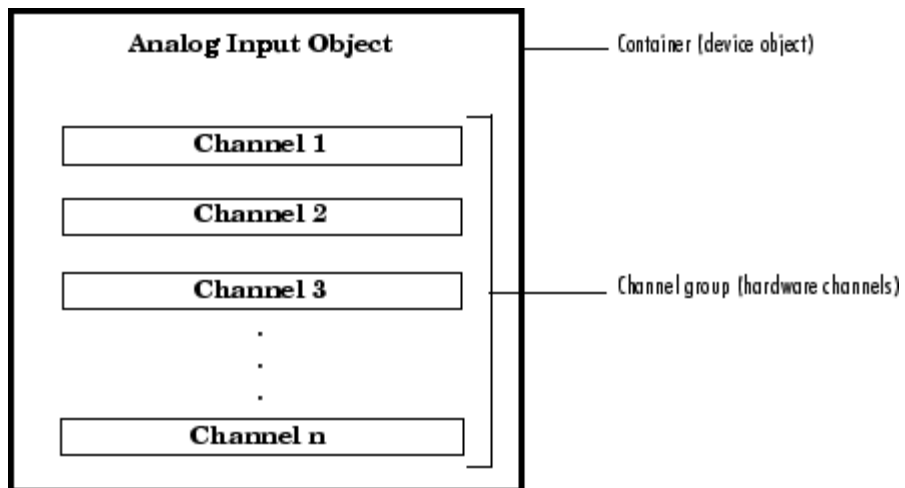 Analog Input Object
Container (device object)
Channel 1
Channel 2
Channel 3
Channel group (hardware channels)
.
.
.
Channel n